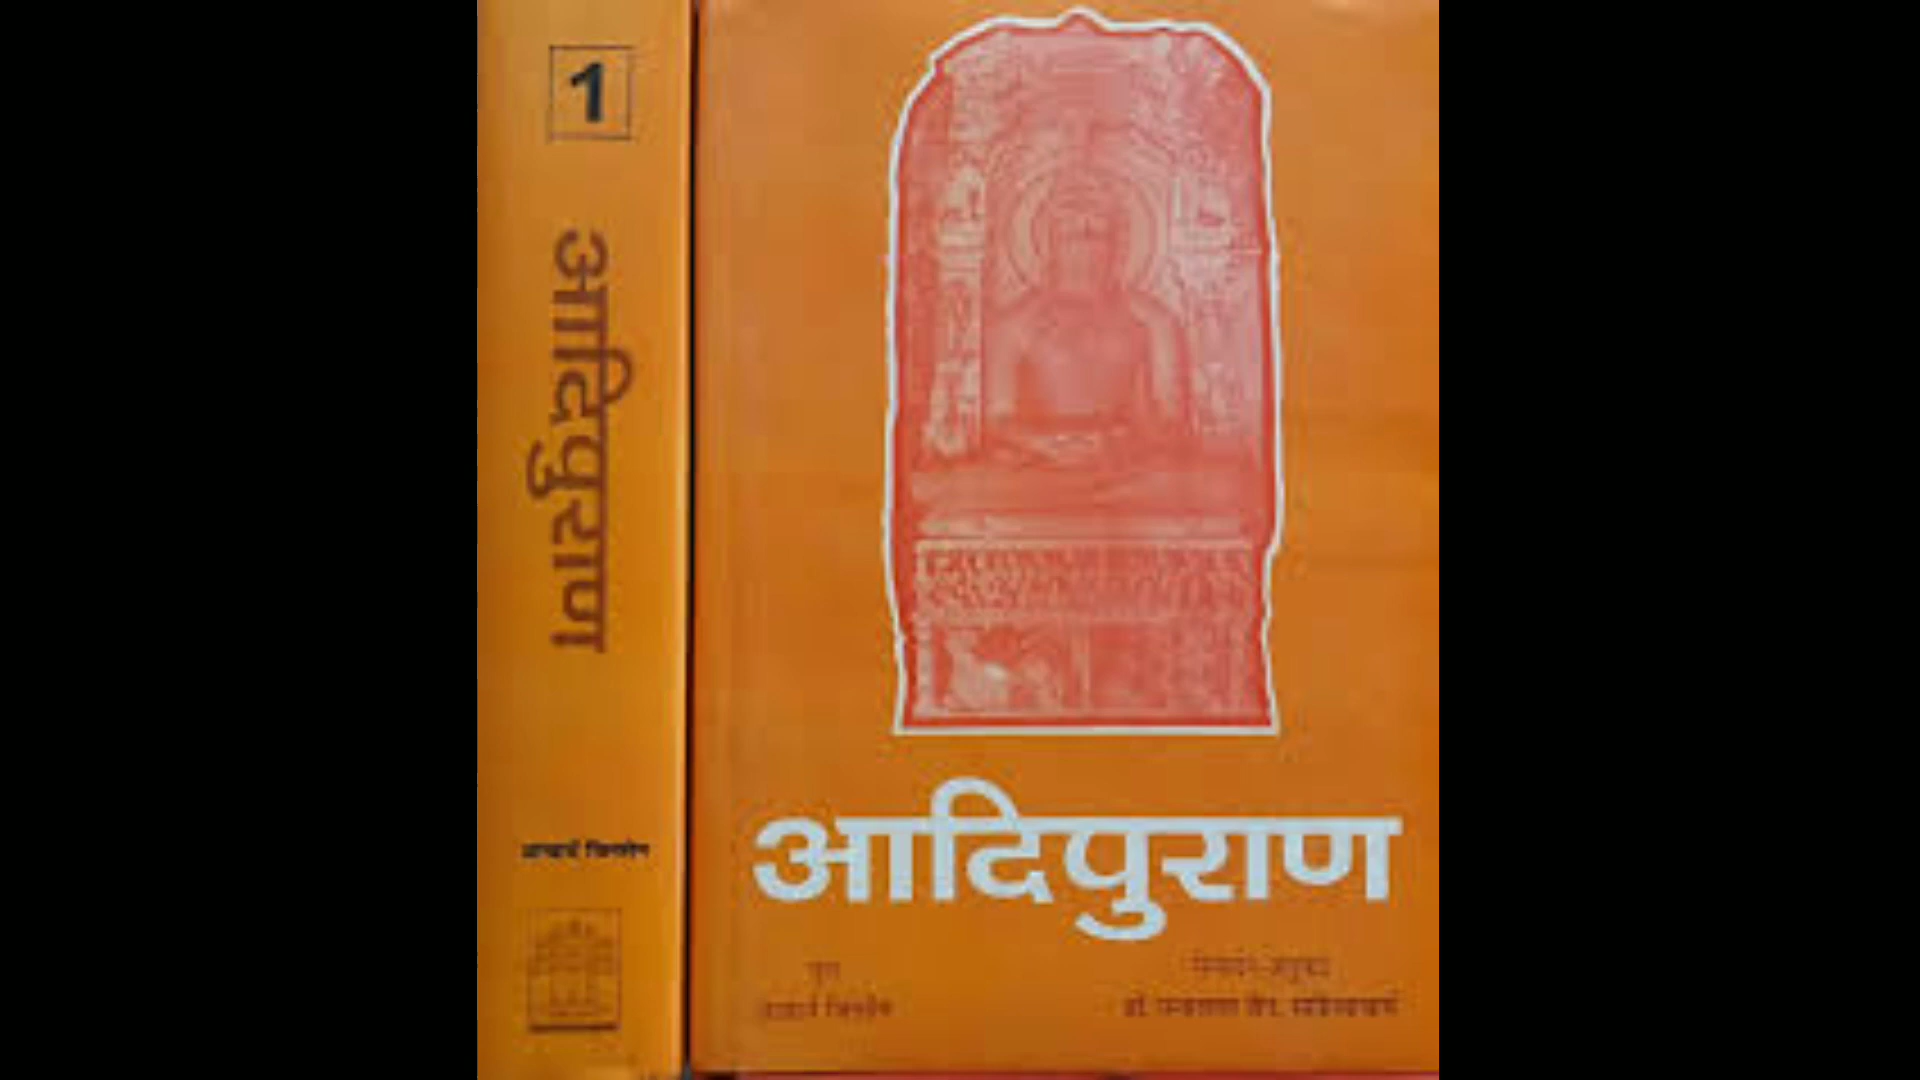 1
आदिपुराण
आचार्य जिनसेन
आदिपुराण
मूल
सम्पादन-अनुवाद
आचार्य जिनसेन
डॉ. पन्नालाल जैन, साहित्याचार्य